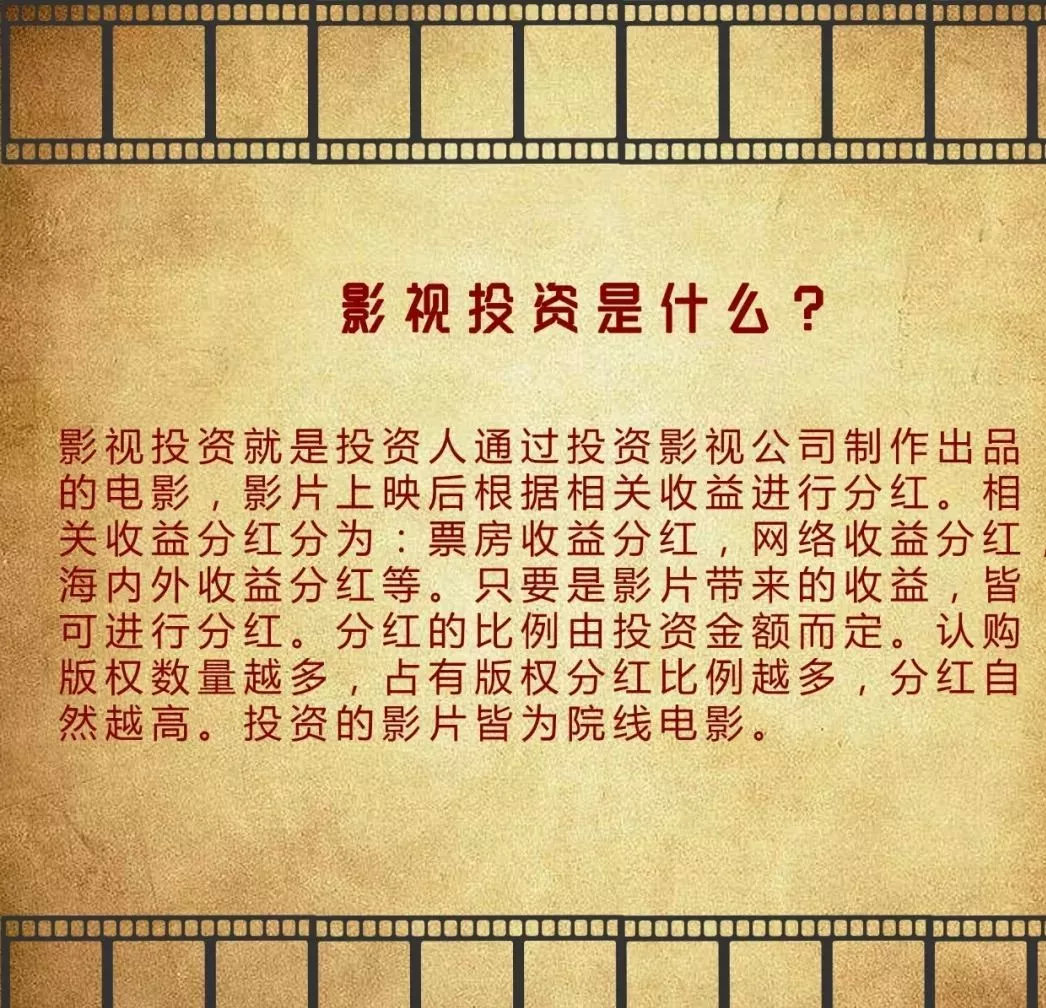 影视投资是什么？
影视投资就是投资人通过投资影视公司制作出品
的电影，影片上映后根据相关收益进行分红。相
关收益分红分为：票房收益分红，网络收益分红，
海内外收益分红等。只要是影片带来的收益，皆
可进行分红。分红的比例由投资金额而定。认购
版权数量越多，占有版权分红比例越多，分红自
然越高。投资的影片皆为院线电影。